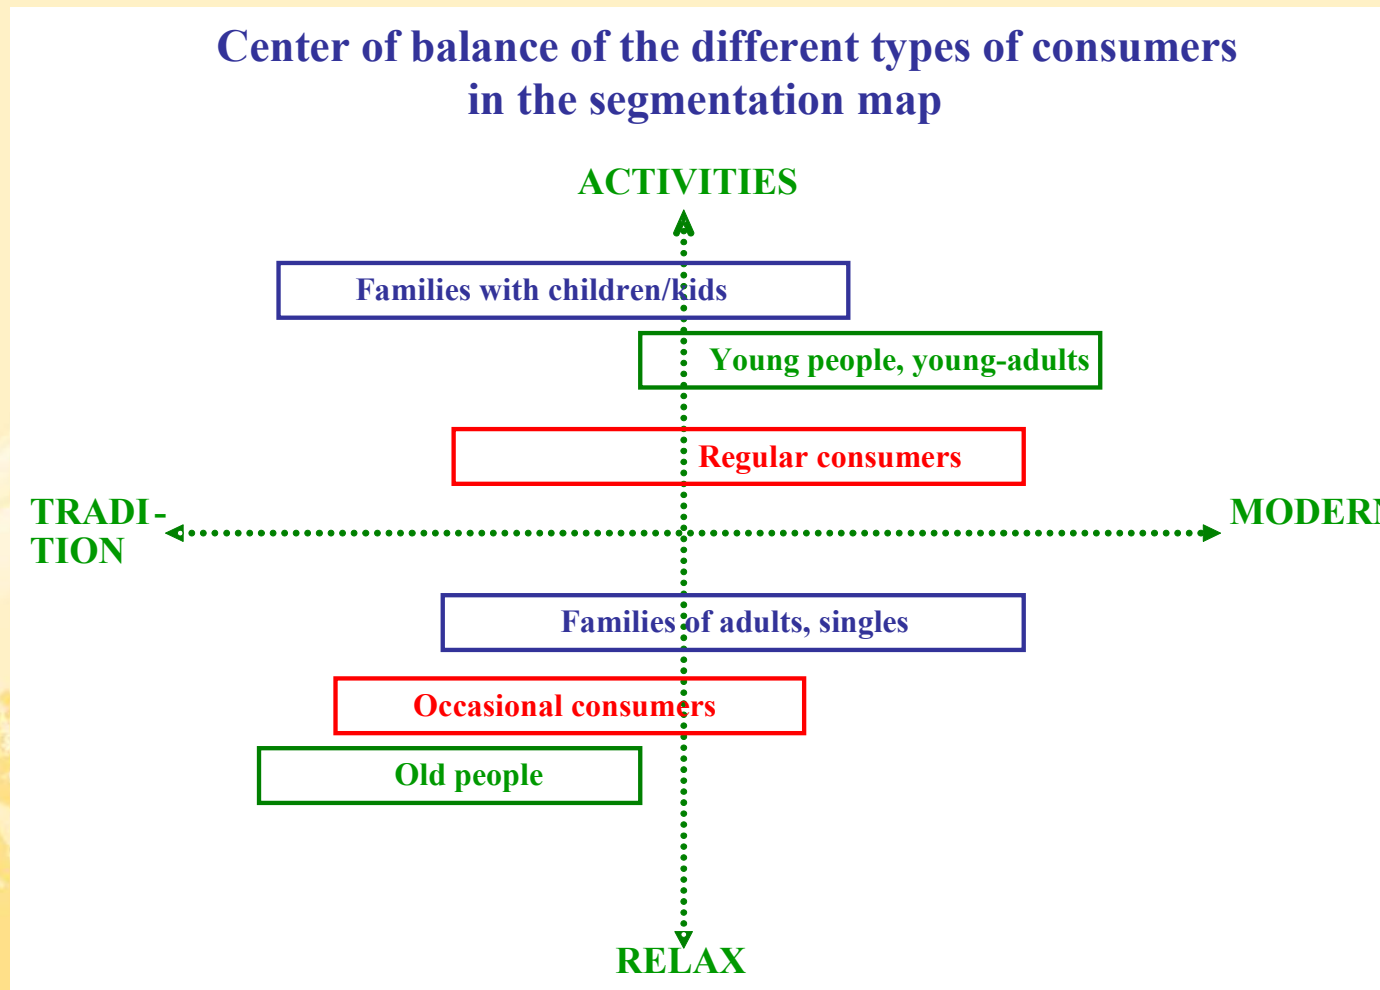 Center of balance of the different types of consumers
in the segmentation map
ACTIVITIES
Families with children/kids
Young people, young-adults
Regular consumers
TRADI-
TION
MODERN
Families of adults, singles
Occasional consumers
Old people
RELAX